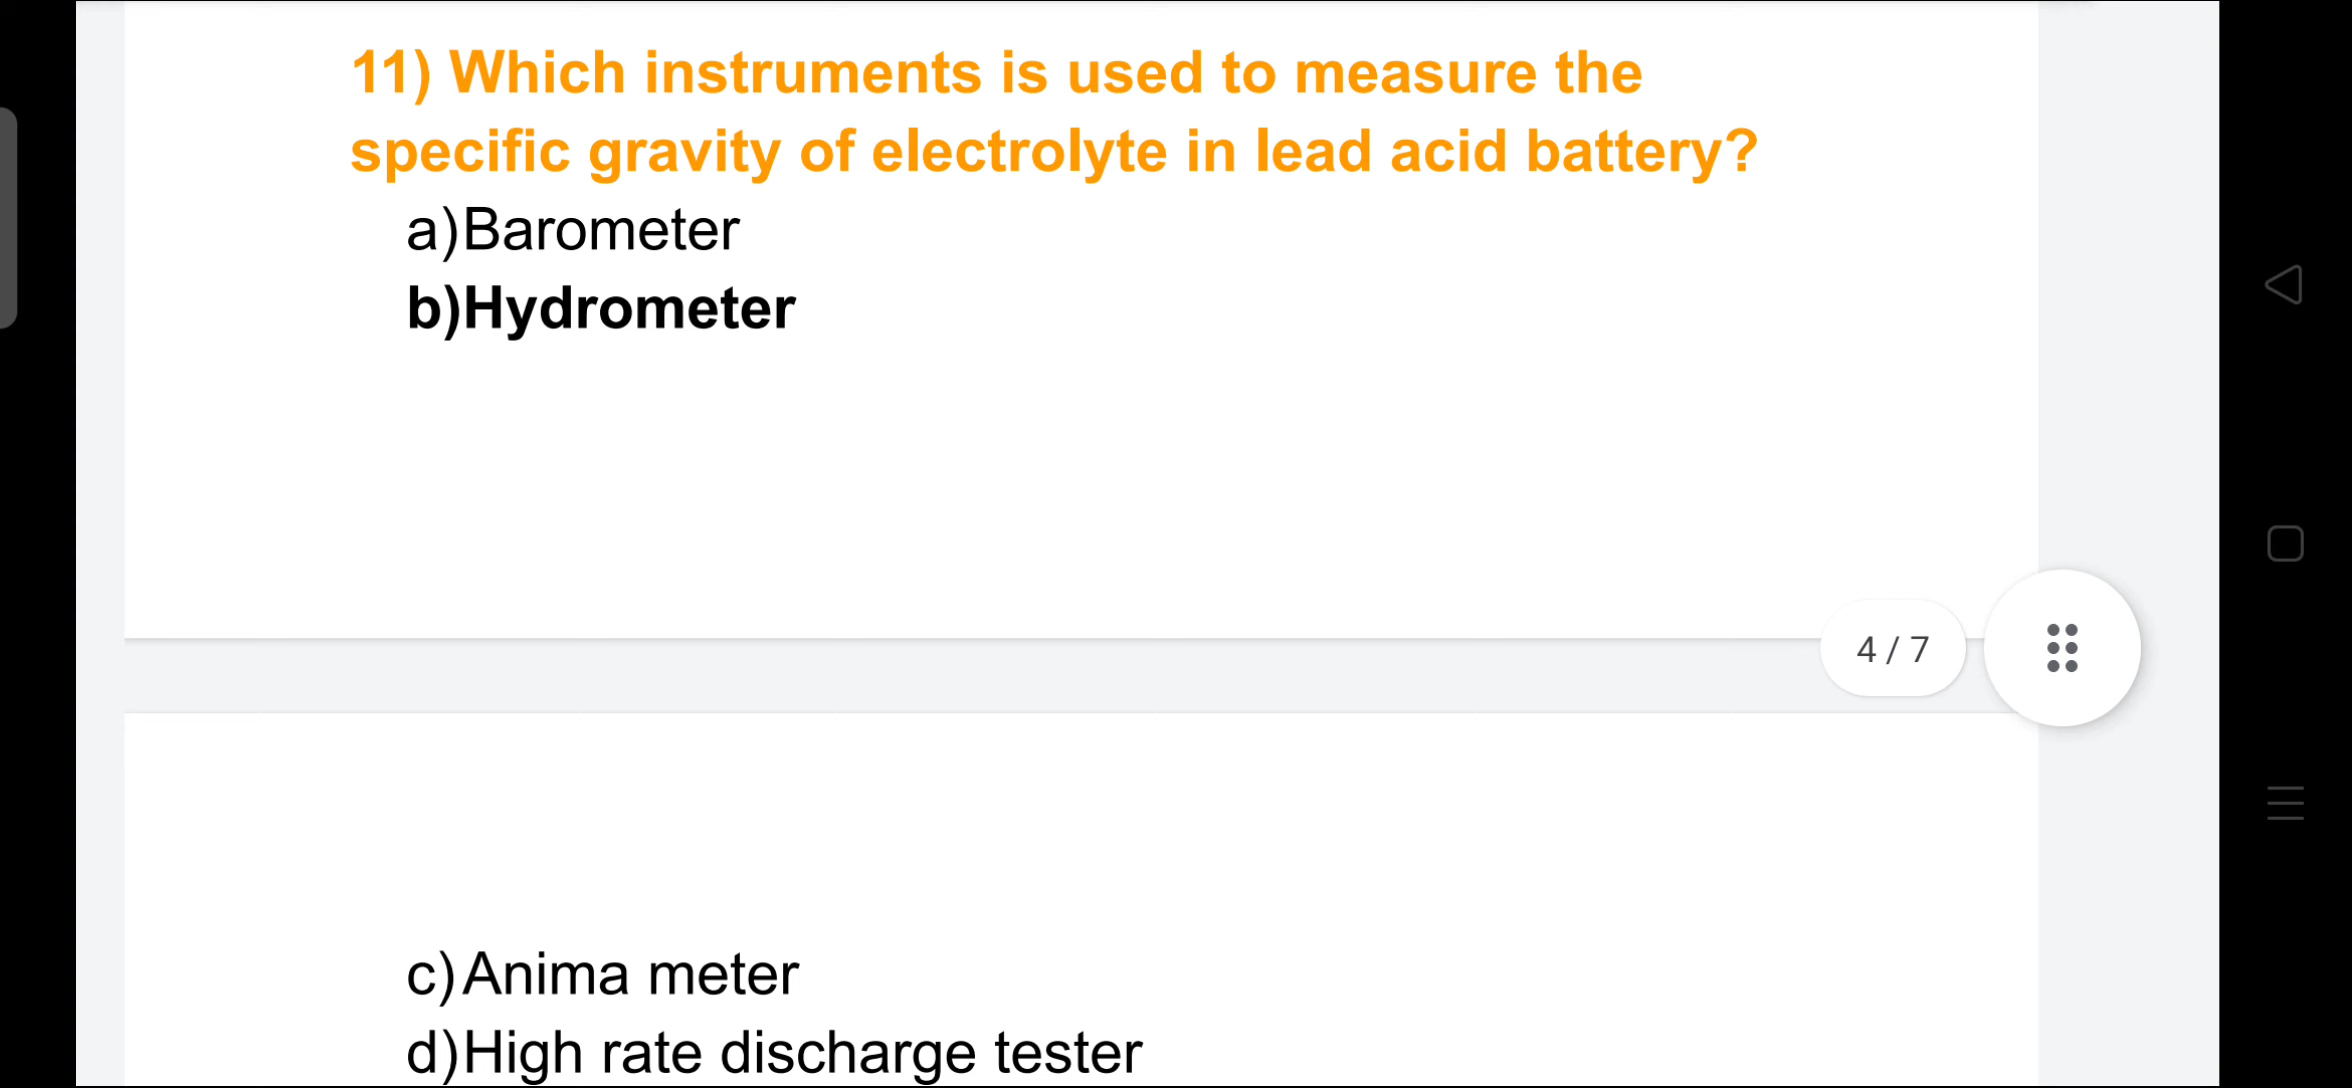 11) Which instruments is used to measure the
specific gravity of electrolyte in lead acid battery?
a)Barometer
b)Hydrometer
4 / 7
c)Anima meter
d)High rate discharge tester